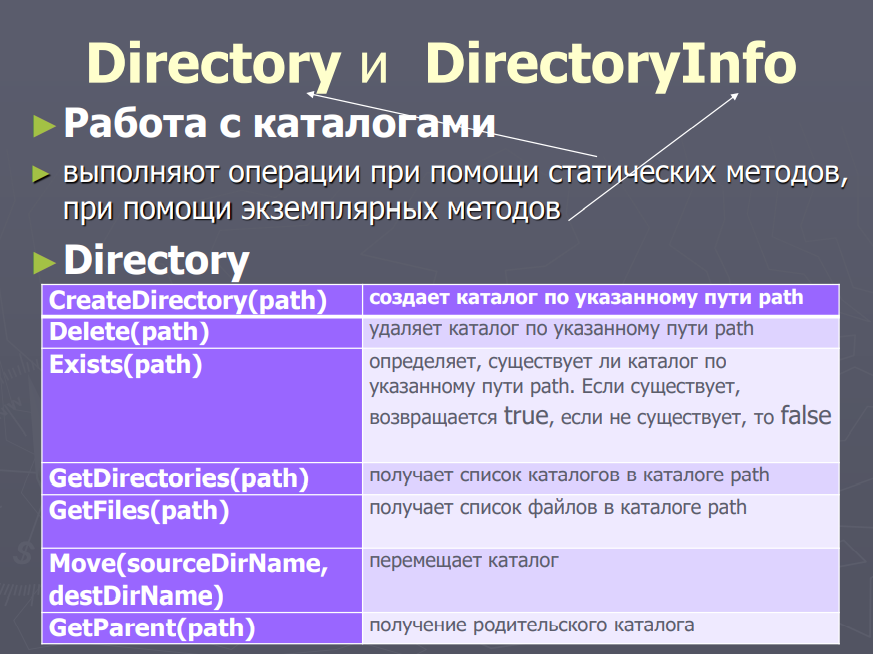 Directory и DirectoryInfo
Работа с каталогами
выполняют операции при помощи статических методов,
при помощи экземплярных методов
Directory
CreateDirectory(path)
создает каталог по указанному пути path
Delete(path)
удаляет каталог по указанному пути path
Exists(path)
определяет, существует ли каталог по
указанному пути path. Если существует,
возвращается true, если не существует, то false
GetDirectories(path)
получает список каталогов в каталоге path
GetFiles(path)
получает список файлов в каталоге path
Move(sourceDirName,
destDirName)
перемещает каталог
GetParent(path)
получение родительского каталога